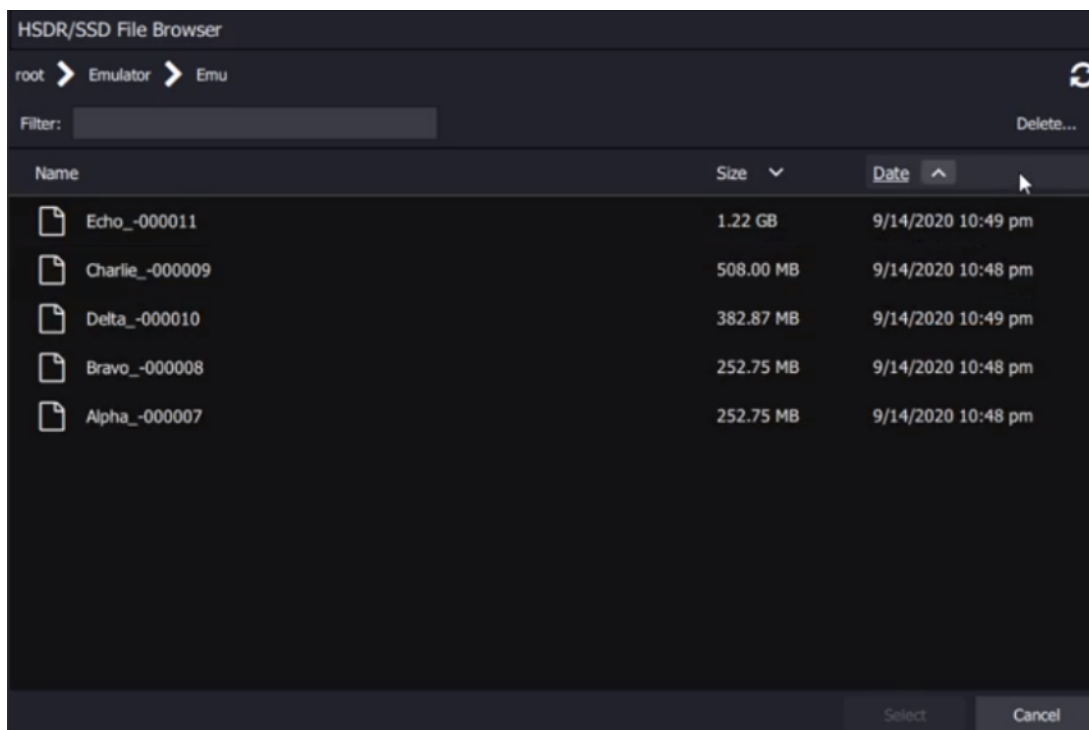 HSDR/SSD File Browser
root Emulator Emu
Filter:
Delete...
Name Size Date
Echo_-000011 1.22 GB 9/14/2020 10:49 pm
Charlie_-000009 508.00 MB 9/14/2020 10:48 pm
Delta_-000010 382.87 MB 9/14/2020 10:49 pm
Bravo_-000008 252.75 MB 9/14/2020 10:48 pm
Alpha_-000007 252.75 MB 9/14/2020 10:48 pm
Select Cancel